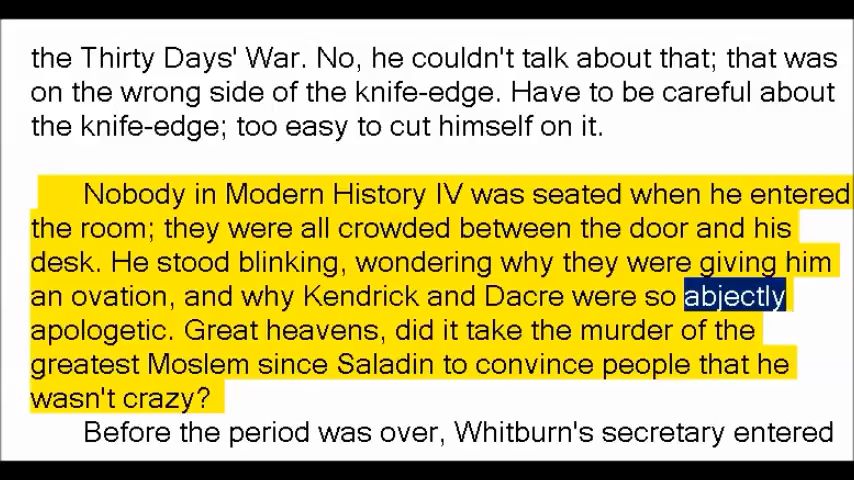 the Thirty Days' War. No, he couldn't talk about that; that was
on the wrong side of the knife-edge. Have to be careful about
the knife-edge; too easy to cut himself on it.
Nobody in Modern History IV was seated when he entered
the room; they were all crowded between the door and his
desk. He stood blinking, wondering why they were giving him
an ovation, and why Kendrick and Dacre were so abjectly
apologetic. Great heavens, did it take the murder of the
greatest Moslem since Saladin to convince people that he
wasn't crazy?
Before the period was over, Whitburn's secretary entered